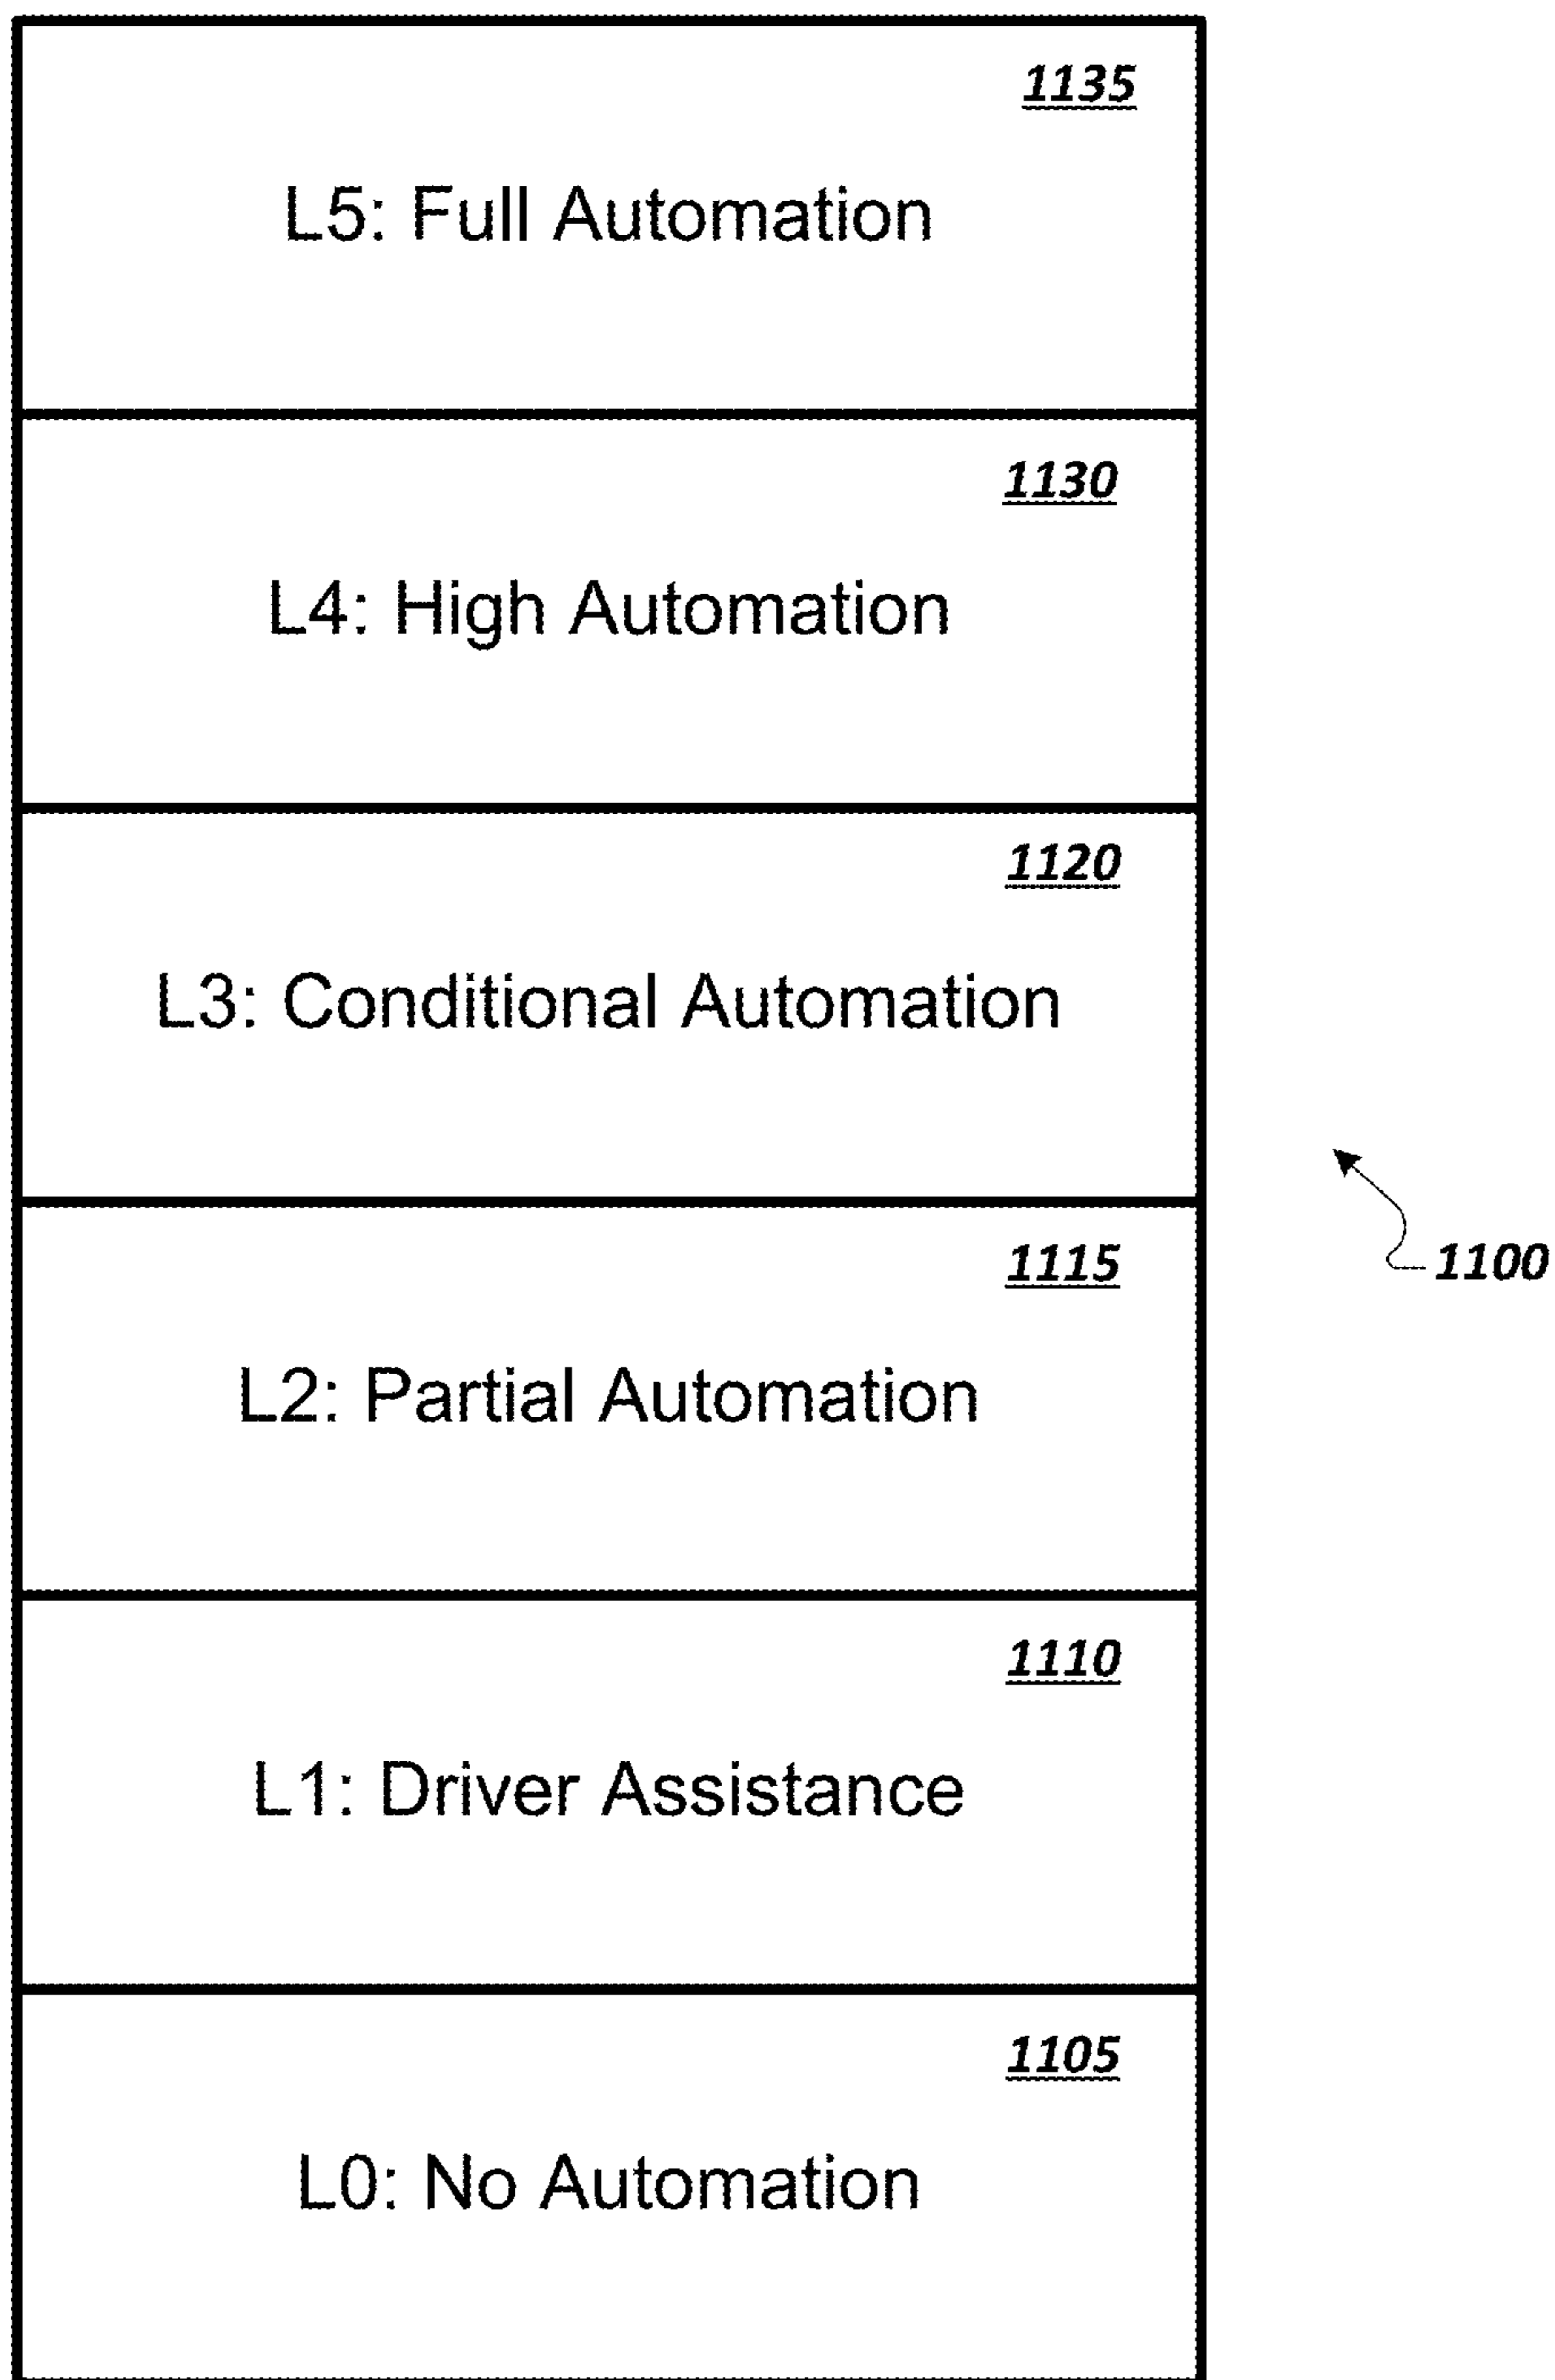 1135
L5: Full Automation
1130
L4: High Automation
1120
L3: Conditional Automation
1115
1100
L2: Partial Automation
1110
L1: Driver Assistance
1105
L0: No Automation